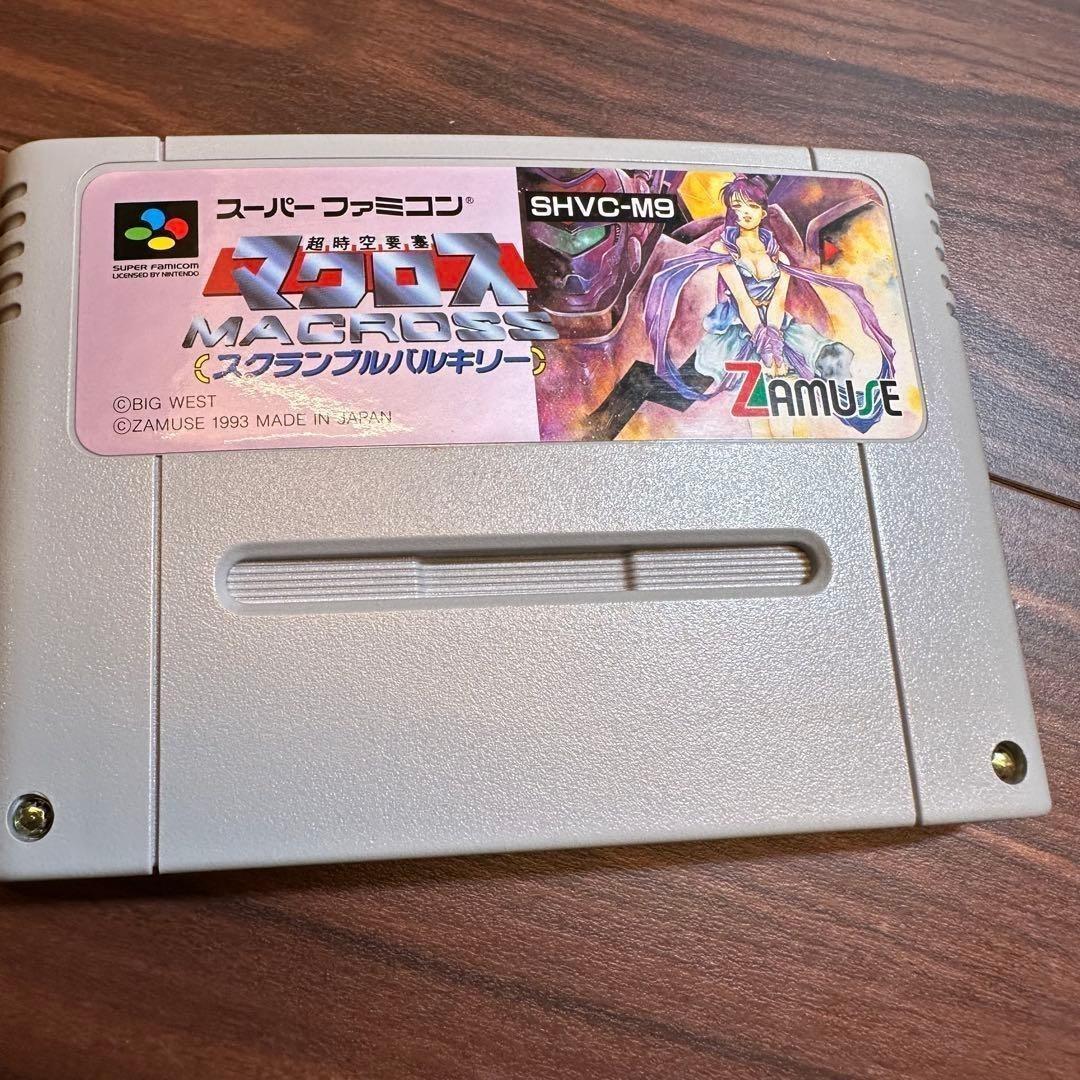 スーパーファミコン®
SUPER FAMICOM
LICENSED BY NINTENDO
超時空要塞
マクロス
MACROSS
スクランブルバルキリー
©BIG WEST
©ZAMUSE 1993 MADE IN JAPAN
SHVC-M9
ZAMUSE